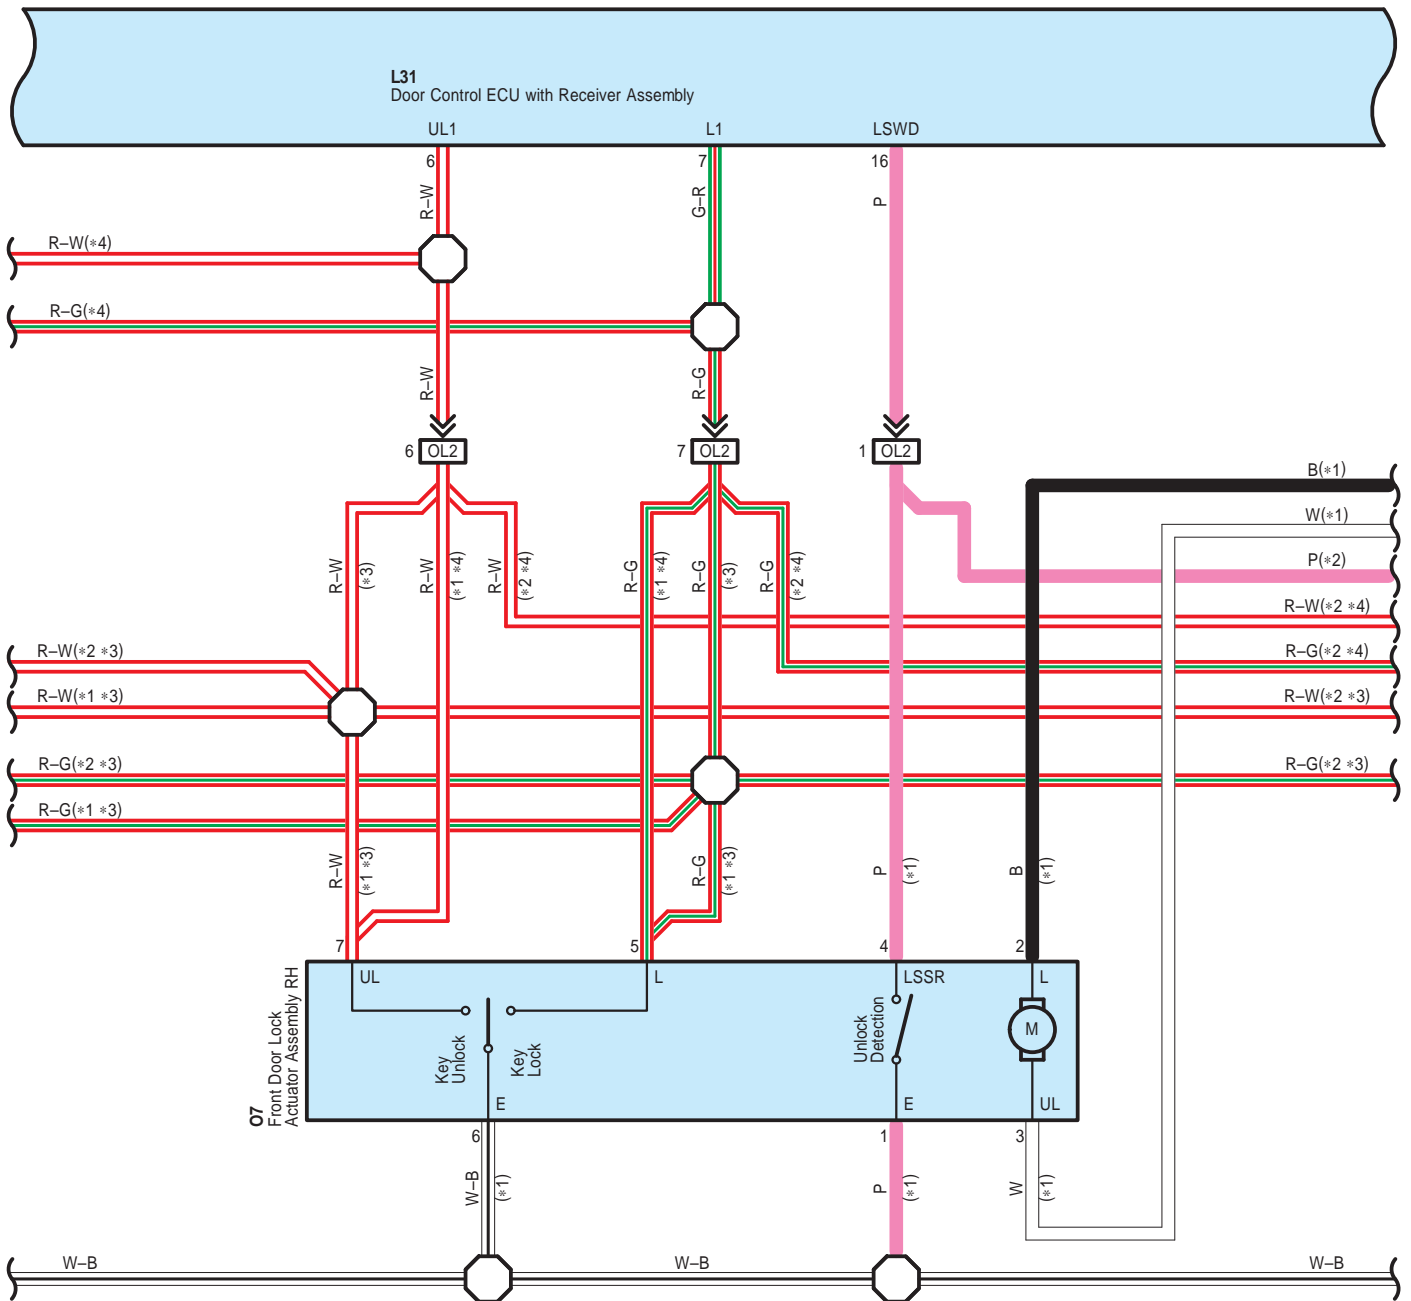 L31
Door Control ECU with Receiver Assembly
UL1
L1
LSWD
6
7
16
R–W
G–R
P
R–W(*4)
R–G(*4)
R–W
R–G
6
OL2
7
OL2
1
OL2
B(*1)
W(*1)
P(*2)
R–W
(*3)
R–W
(*1 *4)
R–W
(*2 *4)
R–G
(*1 *4)
R–G
(*3)
R–G
(*2 *4)
R–W(*2 *4)
R–W(*2 *3)
R–G(*2 *4)
R–W(*1 *3)
R–W(*2 *3)
R–G(*2 *3)
R–G(*2 *3)
R–G(*1 *3)
R–W
(*1 *3)
R–G
(*1 *3)
P
(*1)
B
(*1)
7
5
4
2
UL
L
LSSR
L
M
Key
Unlock
Key
Lock
Unlock
Detection
O7
Front Door Lock
Actuator Assembly RH
E
E
UL
6
1
3
W–B
(*1)
P
(*1)
W
(*1)
W–B
W–B
W–B